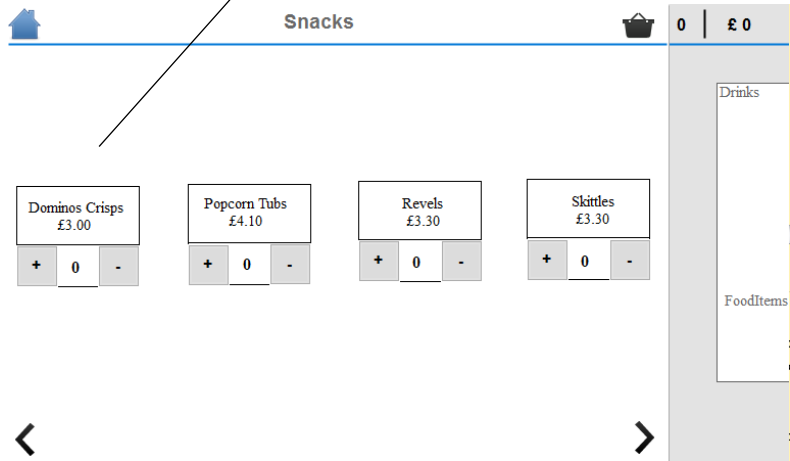 Snacks
0
£ 0
Drinks
Dominos Crisps
£3.00
+ 0 -
Popcorn Tubs
£4.10
+ 0 -
Revels
£3.30
+ 0 -
Skittles
£3.30
+ 0 -
FoodItems